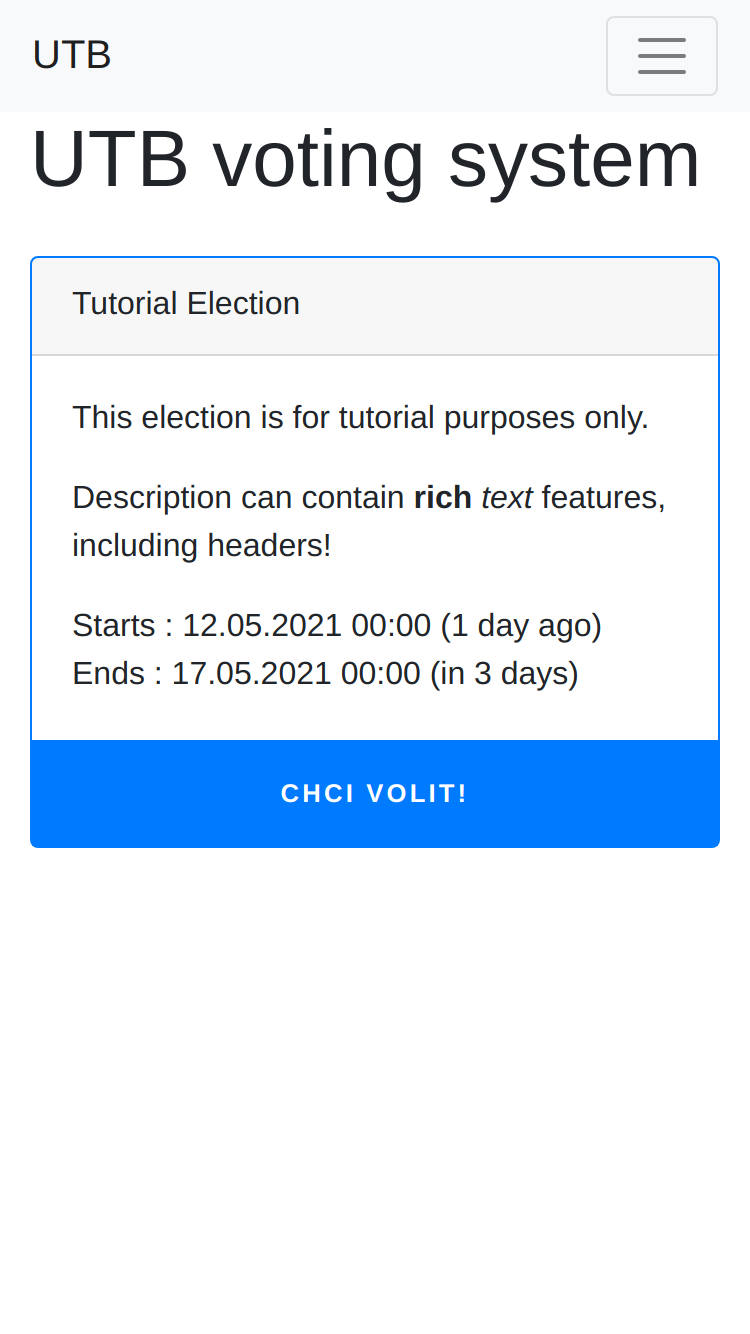 UTB
UTB voting system
Tutorial Election
This election is for tutorial purposes only.
Description can contain rich text features,
including headers!
Starts : 12.05.2021 00:00 (1 day ago)
Ends : 17.05.2021 00:00 (in 3 days)
CHCI VOLIT!